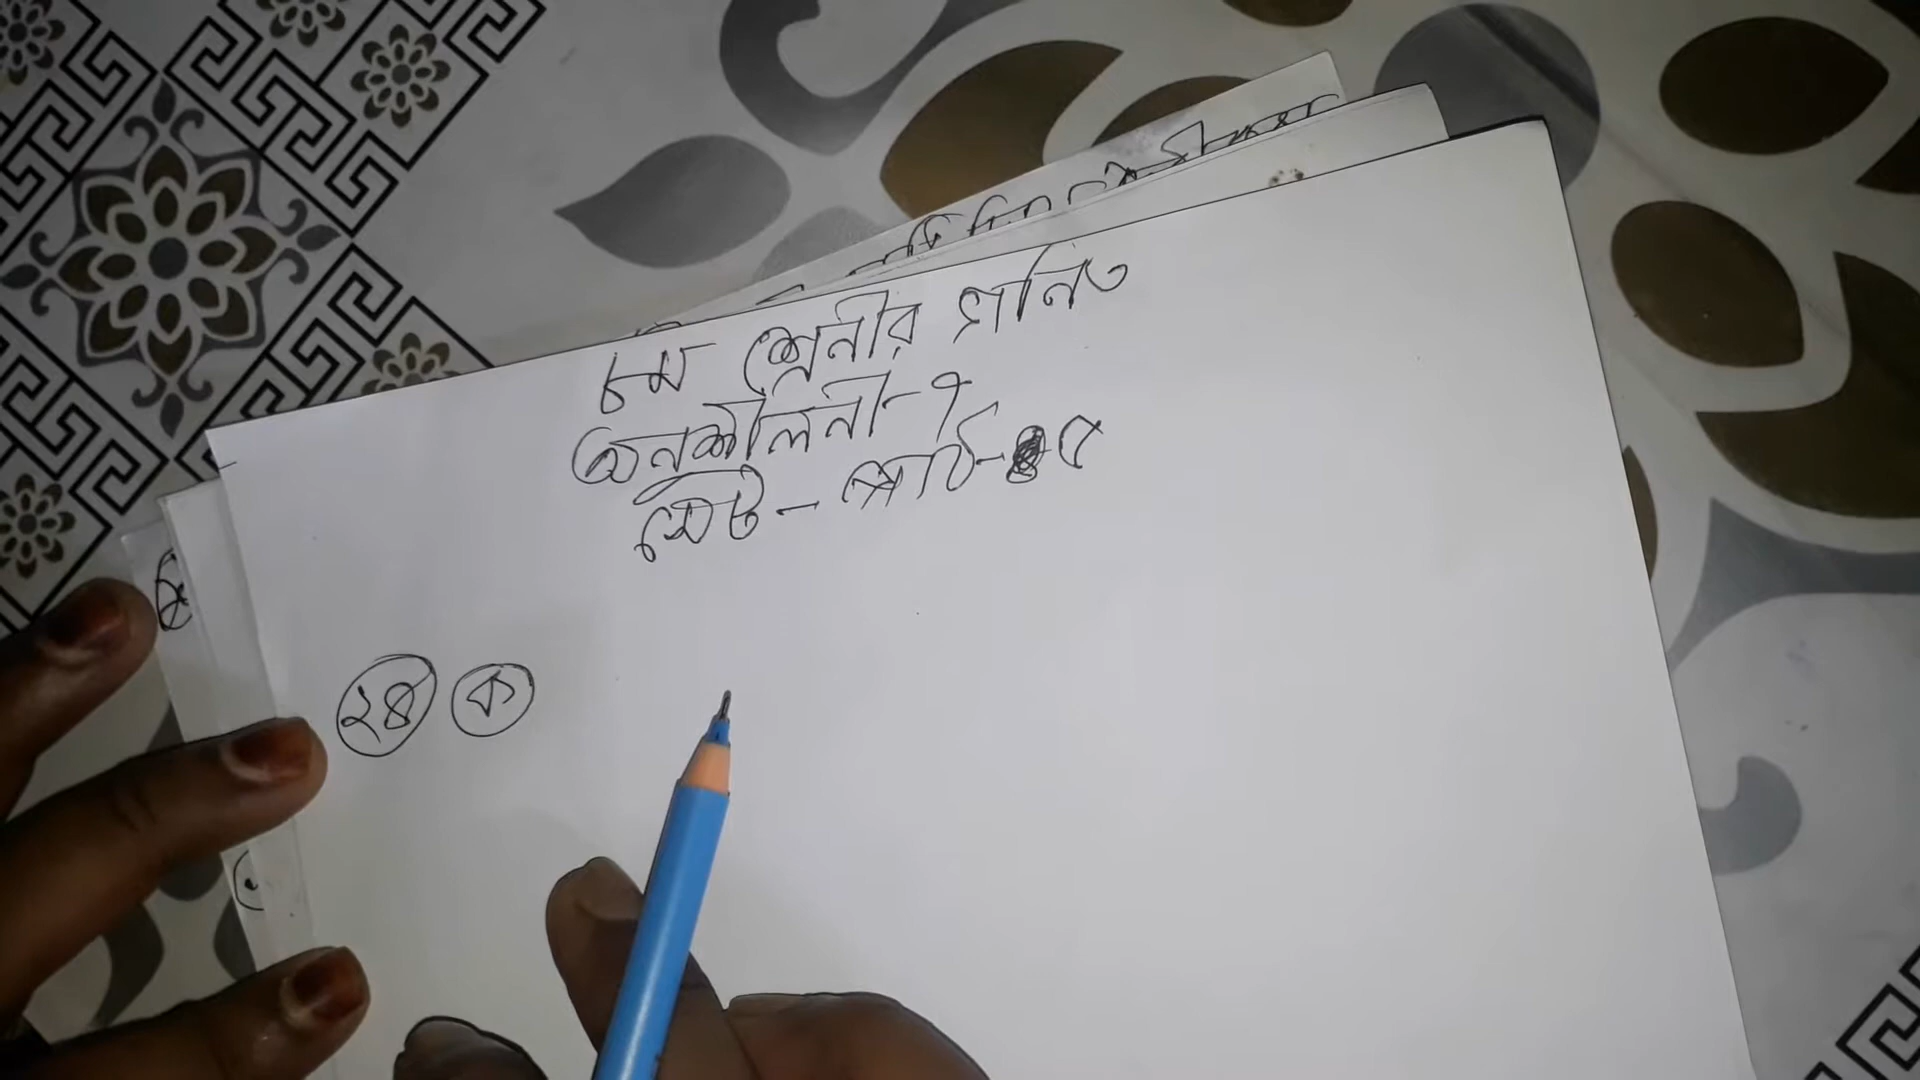 ৮ম শ্রেনীর গনিত
অনুশীলনী-৭
সেট-পার্ট-৫
২৪ ক